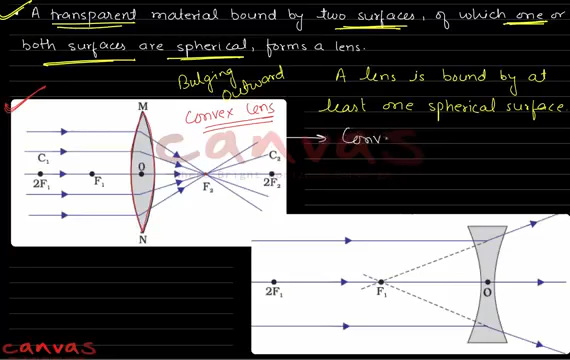 A transparent material bound by two surfaces, of which one or
both surfaces are spherical, forms a lens.
Bulging
outward
A lens is bound by at
least one spherical surface
Convex lens
canvas
→ Conv.
M
C₁
C₂
O
2F₁
F₁
F₂
2F₂
N
2F₁
F₁
O
canvas